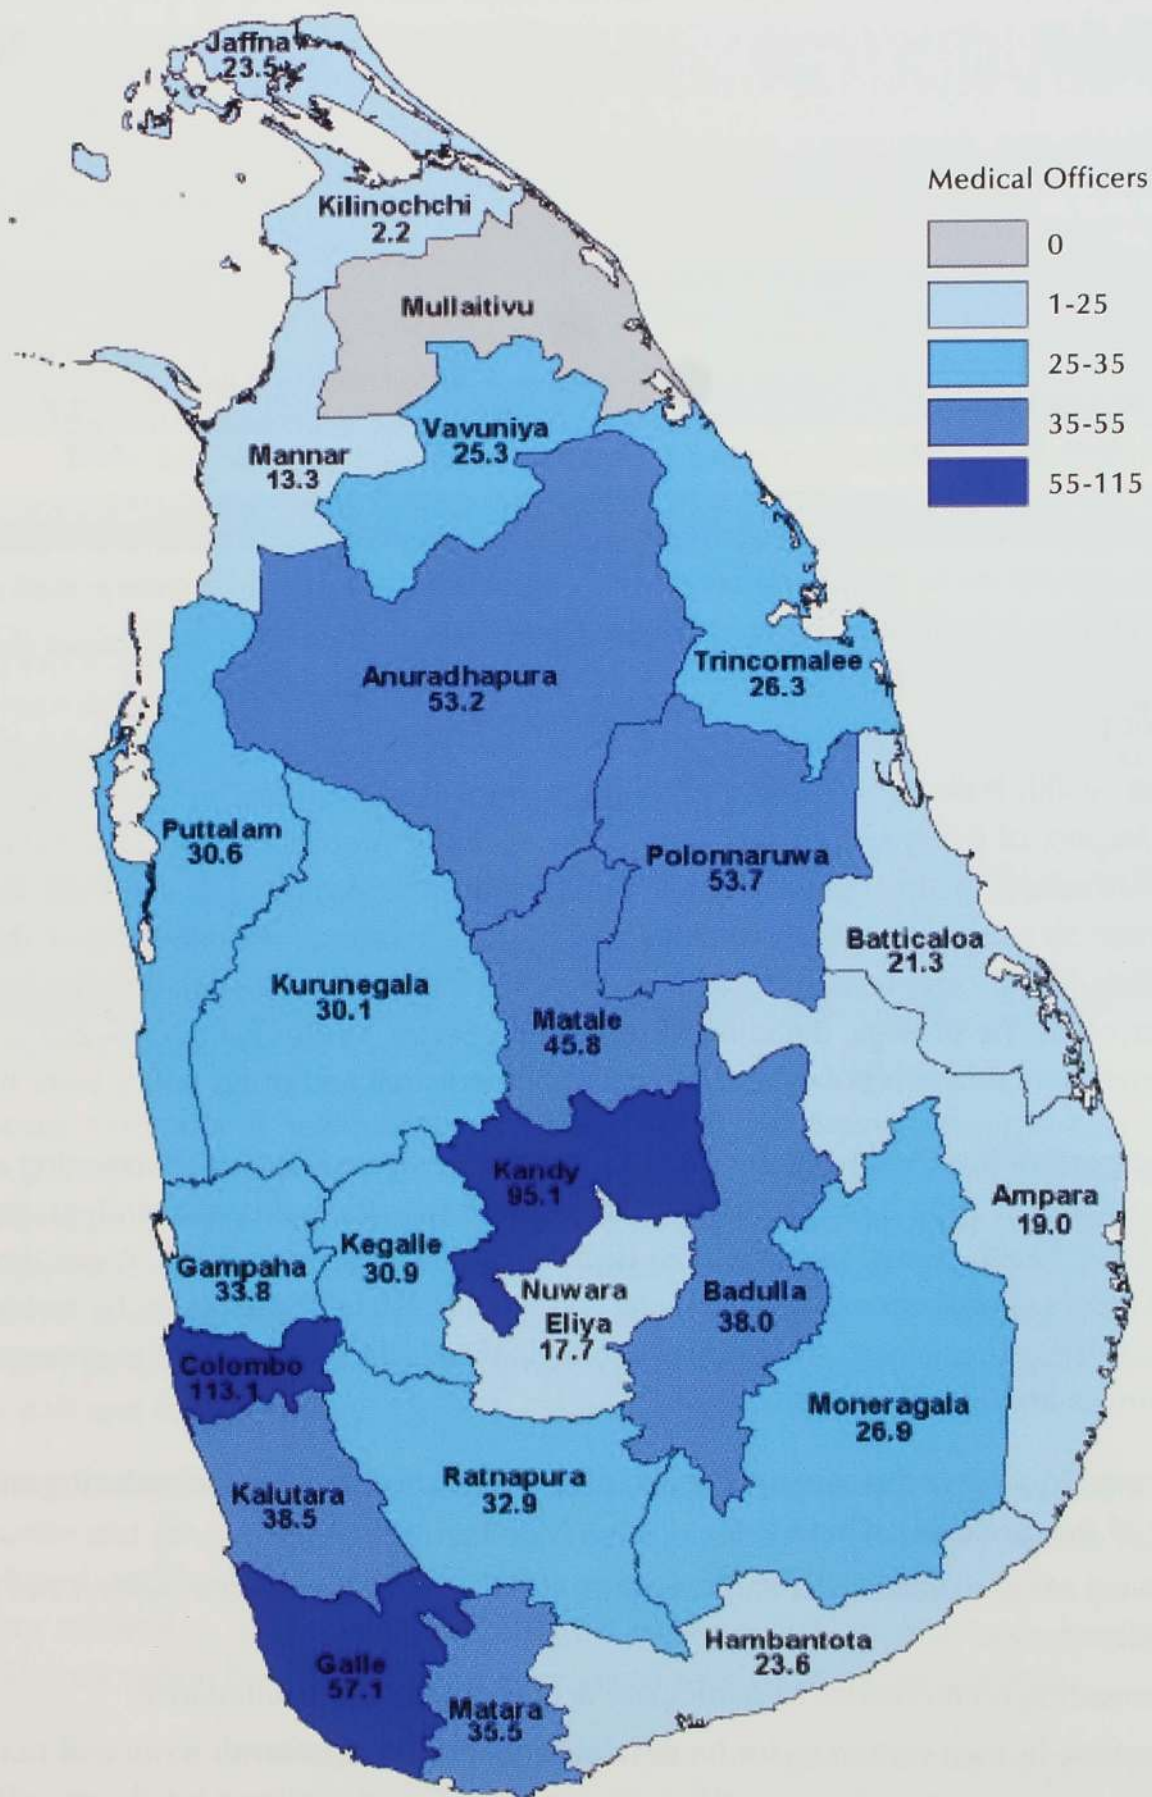 Jaffna
23.5
Medical Officers
0
1-25
25-35
35-55
55-115
Kilinochchi
2.2
Mullaitivu
Vavuniya
25.3
Mannar
13.3
Anuradhapura
53.2
Trincomalee
26.3
Puttalam
30.6
Polonnaruwa
53.7
Batticaloa
21.3
Kurunegala
30.1
Matale
45.8
Kandy
95.1
Ampara
19.0
Kegalle
30.9
Gampaha
33.8
Nuwara
Eliya
17.7
Badulla
38.0
Colombo
113.1
Moneragala
26.9
Ratnapura
32.9
Kalutara
38.5
Hambantota
23.6
Galle
57.1
Matara
35.5